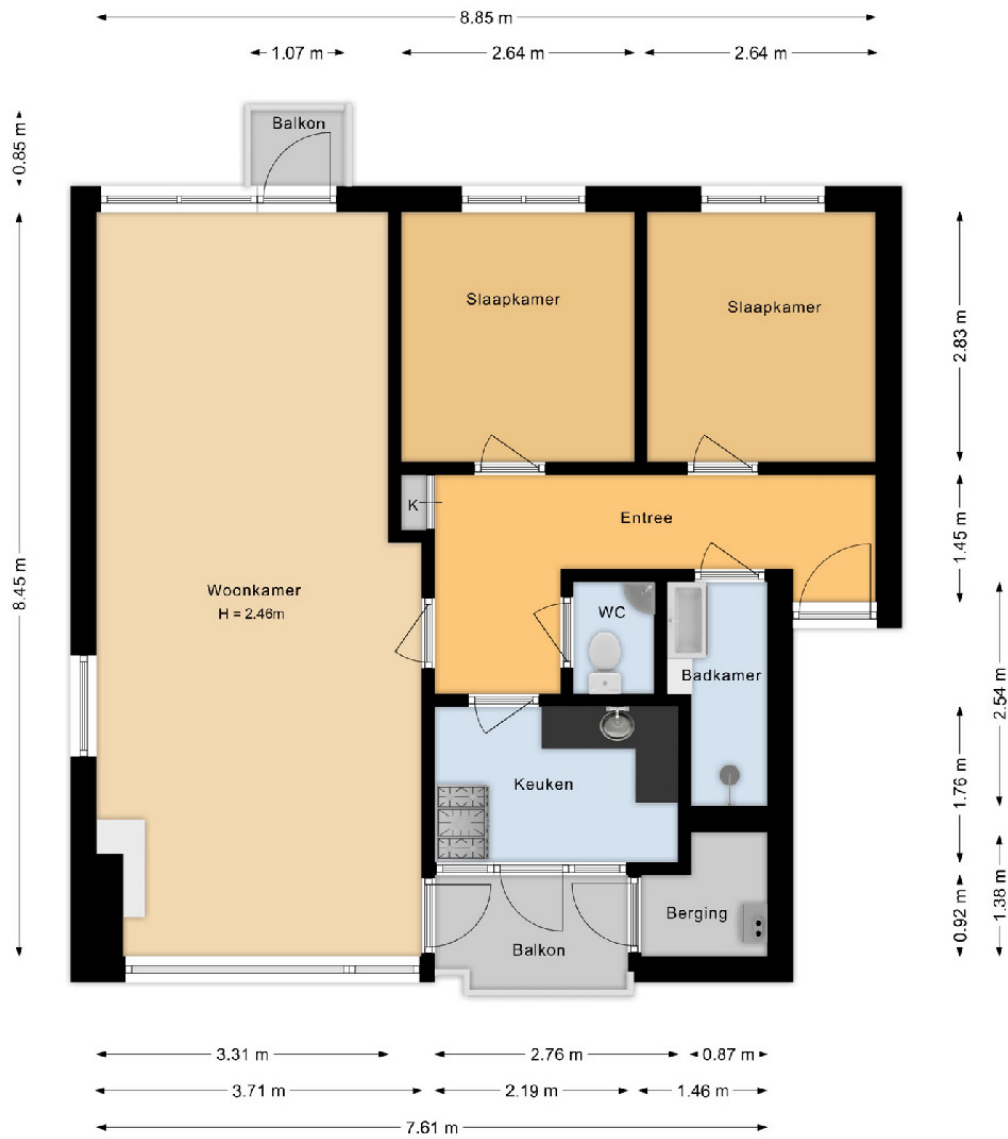 8.85 m
1.07 m
2.64 m
2.64 m
0.85 m
Balkon
Slaapkamer
Slaapkamer
2.83 m
K
Entree
1.45 m
8.45 m
Woonkamer
H = 2.46m
WC
Badkamer
2.54 m
Keuken
1.76 m
Berging
0.92 m
1.38 m
Balkon
3.31 m
2.76 m
0.87 m
3.71 m
2.19 m
1.46 m
7.61 m